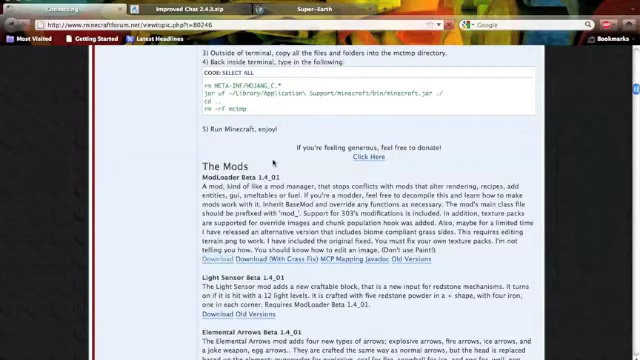 Connecting
Improved Chat 2.4.3.zip
Super-Earth
http://www.minecraftforum.net/viewtopic.php?t=80246
Most Visited
Getting Started
Latest Headlines
Bookmarks
3) Outside of terminal, copy all the files and folders into the mctmp directory.
4) Back inside terminal, type in the following:
CODE: SELECT ALL
rm META-INF/MOJANG_C.*
jar uf ~/Library/Application\ Support/minecraft/bin/minecraft.jar ./
cd ..
rm -rf mctmp
5) Run Minecraft, enjoy!
If you're feeling generous, feel free to donate!
Click Here
The Mods
ModLoader Beta 1.4_01
A mod, kind of like a mod manager, that stops conflicts with mods that alter rendering, recipes, add
entities, gui, smeltables or fuel. If you're a modder, feel free to decompile this and learn how to make
mods work with it. Inherit BaseMod and override any functions as necessary. The mod's main class file
should be prefixed with 'mod_'. Support for 303's modifications is included. In addition, texture packs
are supported for override images and chunk population hook was added. Also, maybe for a limited time
I have released an alternative version that includes biome compliant grass sides. This requires editing
terrain.png to work. I have included the original fixed. You must fix your own texture packs. I'm not
telling you how. You should know how to edit an image, (Don't use Paint).
Download Download (With Grass Fix) MCP Mapping Javadoc Old Versions
Light Sensor Beta 1.4_01
The Light Sensor mod adds a new craftable block, that is a new input for redstone mechanisms. It turns
on if it is hit with a 12 light levels. It is crafted with five redstone powder in a + shape, with four iron,
one in each corner. Requires ModLoader Beta 1.4_01
Download Old Versions
Elemental Arrows Beta 1.4_01
The Elemental Arrows mod adds new 4 types of arrows; explosive arrows, fire arrows, ice arrows, and
a joke weapon, egg arrows.. They are crafted the same way as normal arrows, but the head is replaced